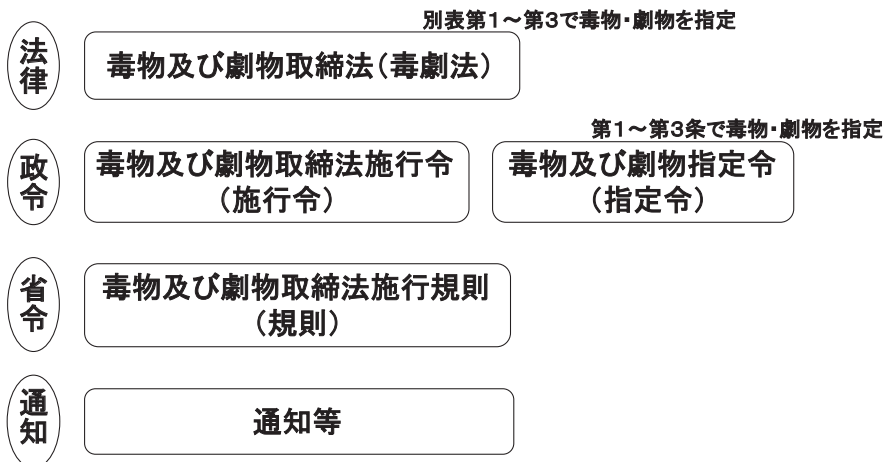 別表第1～第3で毒物・劇物を指定
法律
毒物及び劇物取締法(毒劇法)
第1～第3条で毒物・劇物を指定
政令
毒物及び劇物取締法施行令
(施行令)
毒物及び劇物指定令
(指定令)
省令
毒物及び劇物取締法施行規則
(規則)
通知
通知等